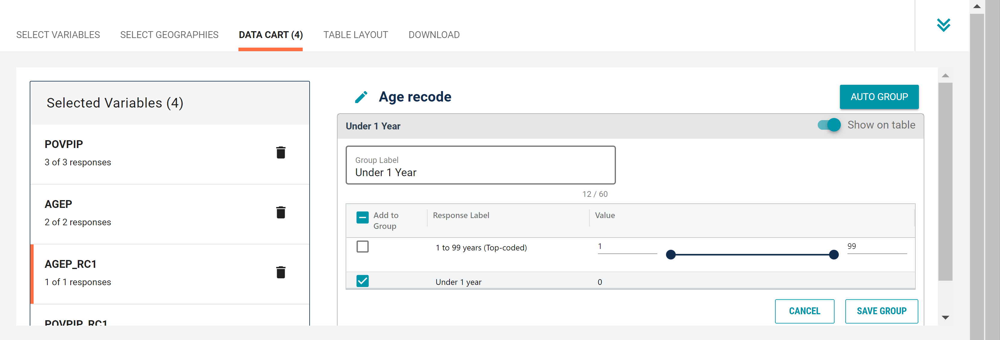 SELECT VARIABLES SELECT GEOGRAPHIES DATA CART (4) TABLE LAYOUT DOWNLOAD
Selected Variables (4)
POVPIP
3 of 3 responses
AGEP
2 of 2 responses
AGEP_RC1
1 of 1 responses
POVPIP_RC1
Age recode
AUTO GROUP
Under 1 Year
Show on table
Group Label
Under 1 Year
12 / 60
Add to
Group
Response Label
Value
1 to 99 years (Top-coded) 1 99
Under 1 year 0
CANCEL SAVE GROUP